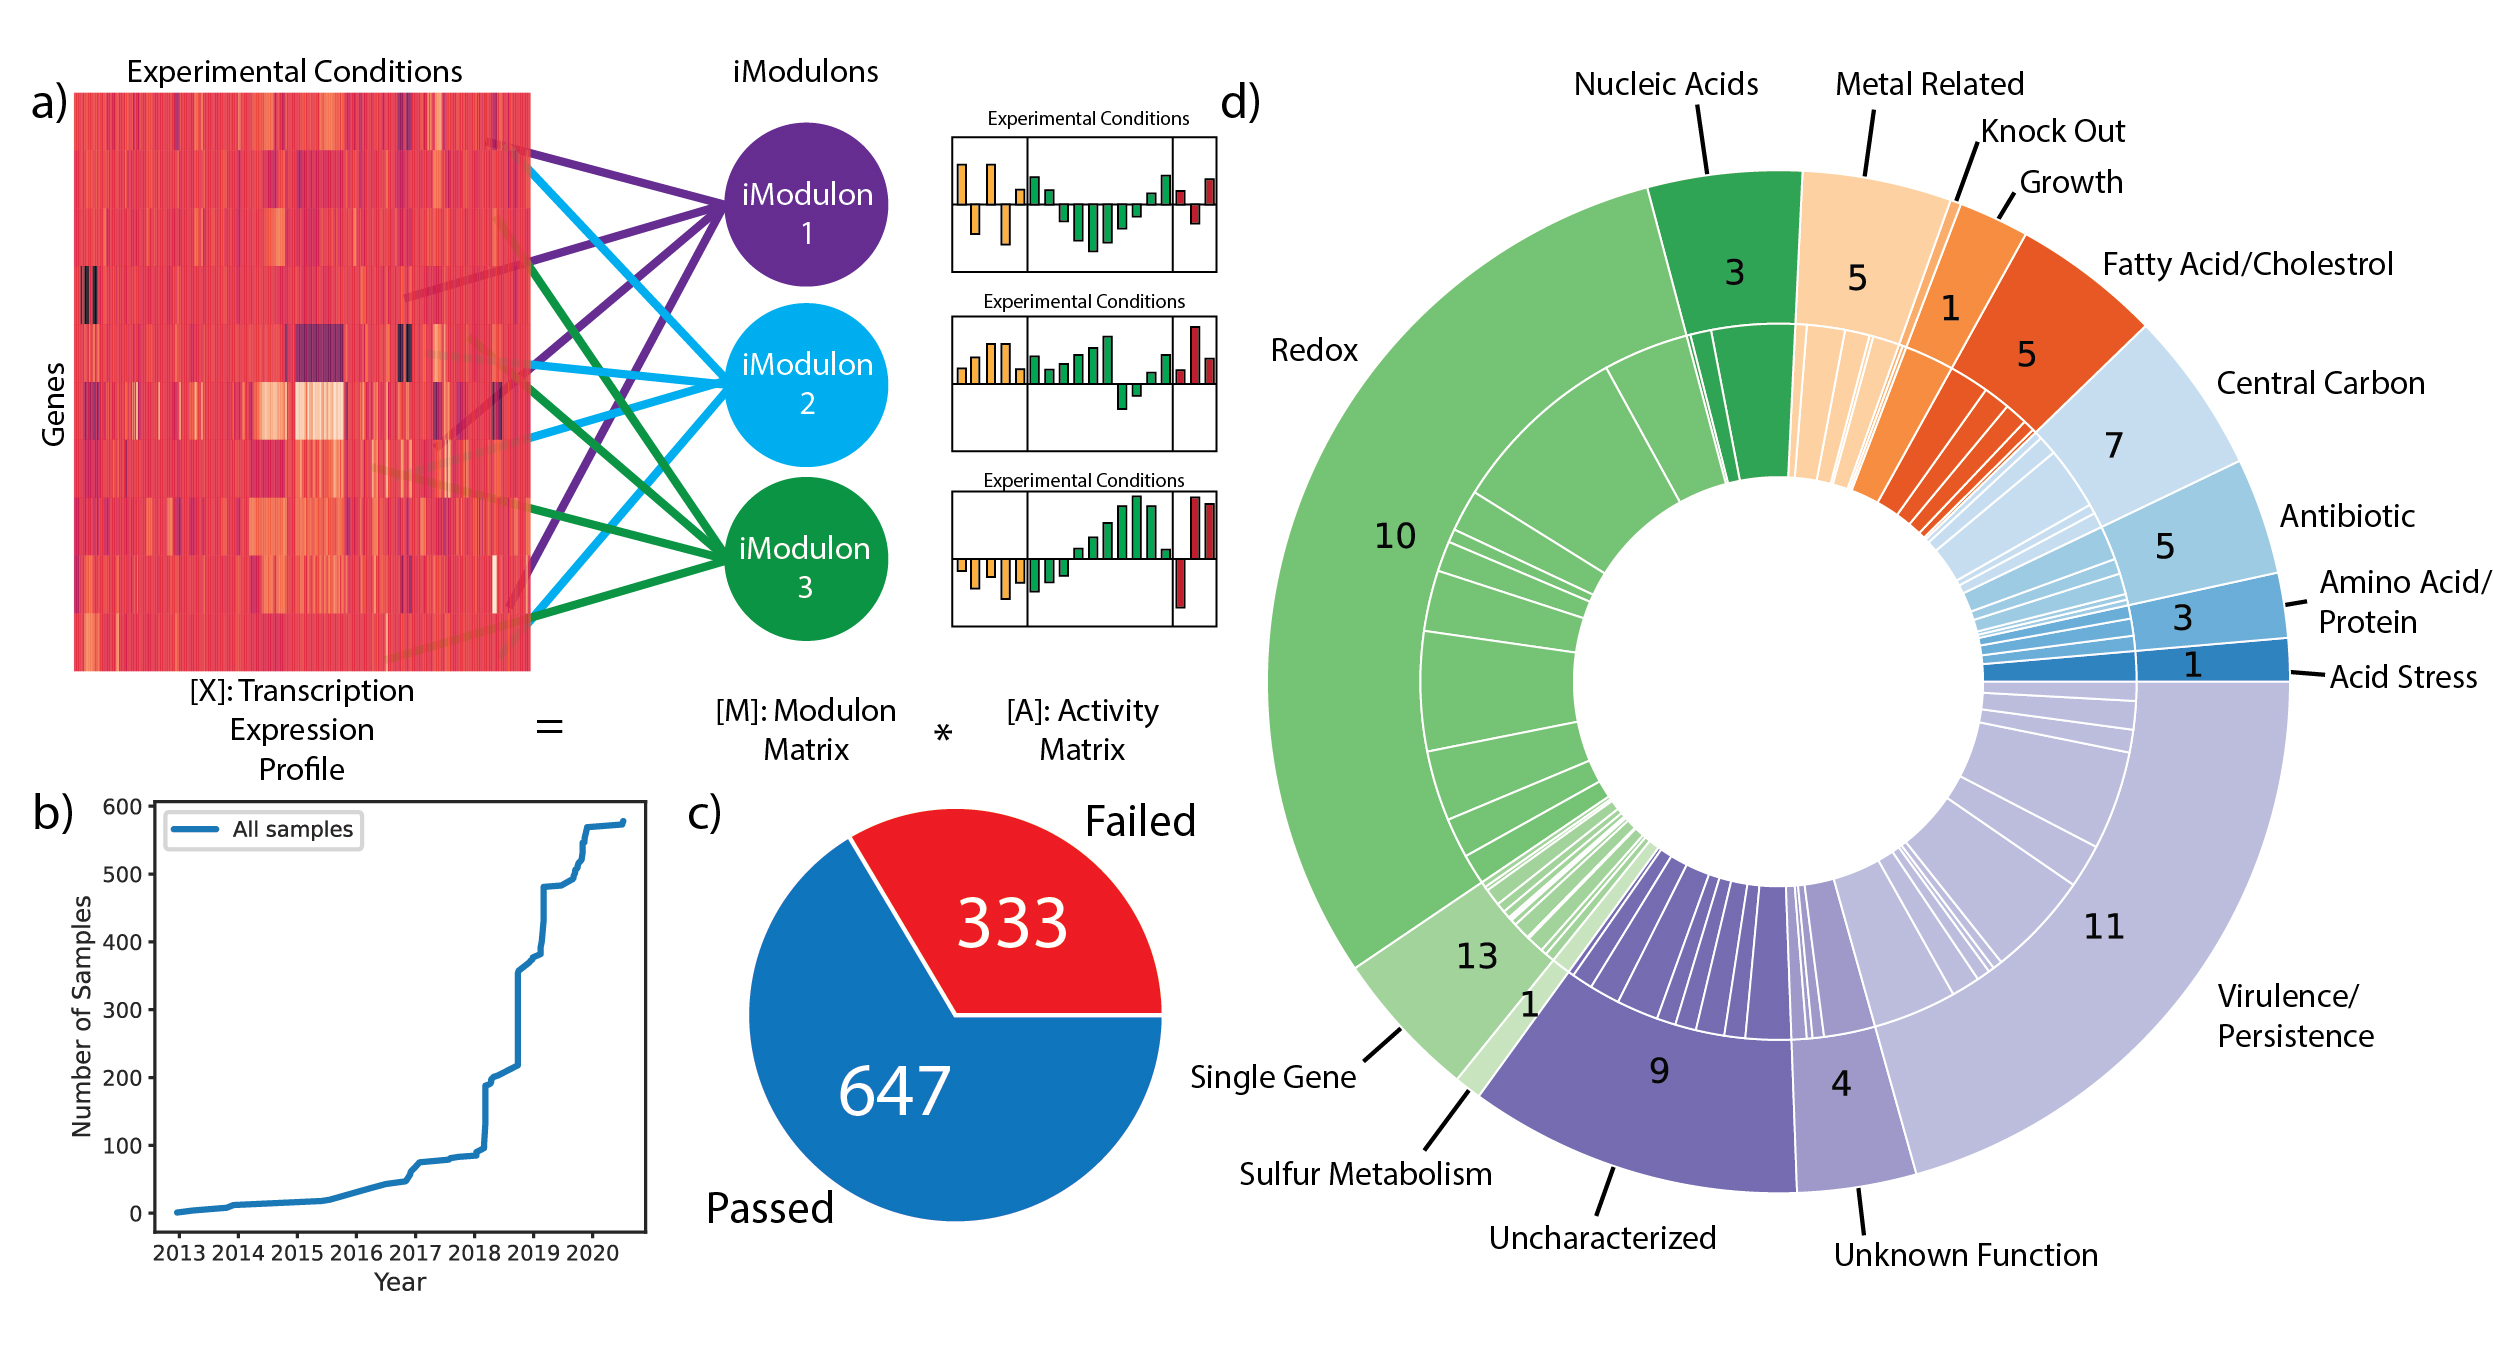 a)
Experimental Conditions
Genes
iModulons
iModulon
1
iModulon
2
iModulon
3
Experimental Conditions
Experimental Conditions
Experimental Conditions
[X]: Transcription
Expression
Profile
=
[M]: Modulon
Matrix
*
[A]: Activity
Matrix
b)
All samples
Number of Samples
600
500
400
300
200
100
0
2013 2014 2015 2016 2017 2018 2019 2020
Year
c)
Failed
333
647
Passed
d)
Nucleic Acids
Metal Related
Knock Out
Growth
Fatty Acid/Cholestrol
Central Carbon
Antibiotic
Amino Acid/
Protein
Acid Stress
Virulence/
Persistence
Unknown Function
Uncharacterized
Sulfur Metabolism
Single Gene
Redox
3
5
1
5
7
5
3
1
11
4
9
1
13
10